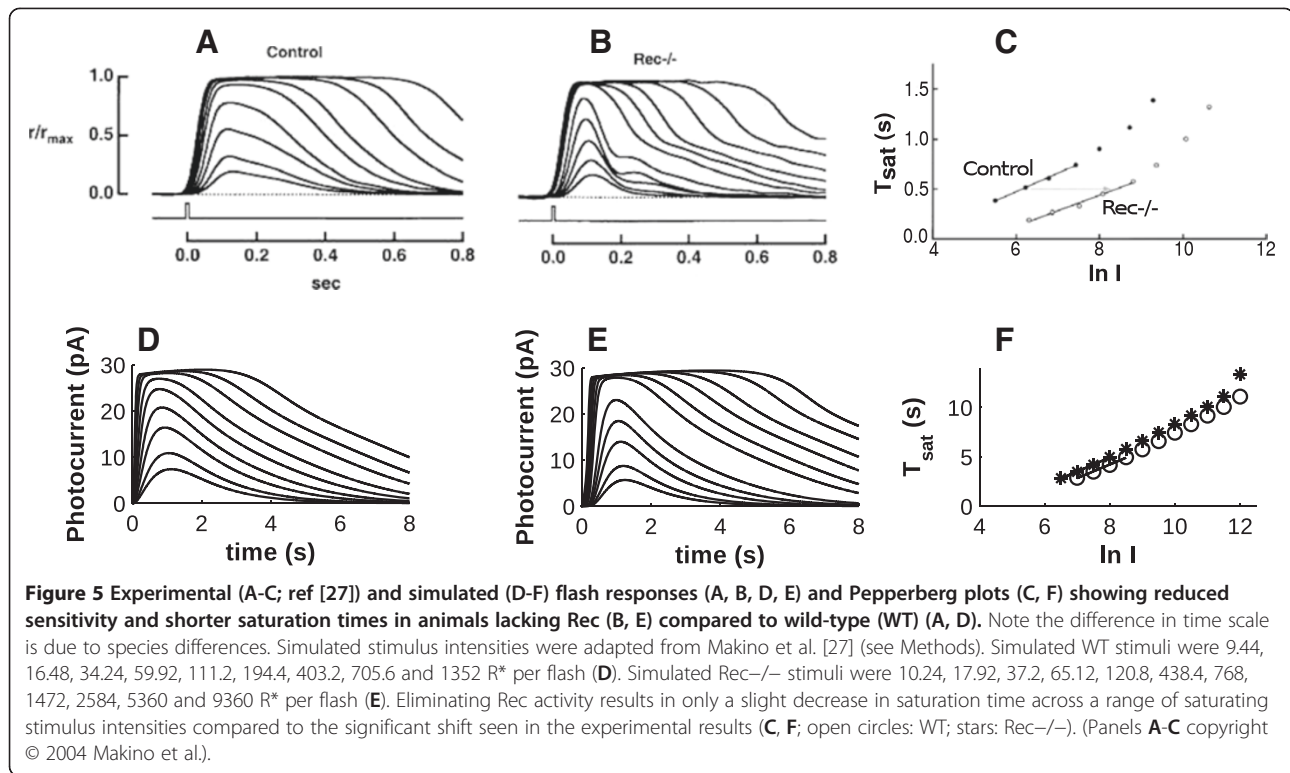 A
Control
B
Rec-/-
C
1.0
r/rmax
0.5
0.0
0.0 0.2 0.4 0.6 0.8
sec
0.0 0.2 0.4 0.6 0.8
Tsat (s)
1.5
1.0
0.5
0.0
Control
Rec-/-
4 6 8 10 12
ln I
D
Photocurrent (pA)
30
20
10
0
0 2 4 6 8
time (s)
E
Photocurrent (pA)
30
20
10
0
0 2 4 6 8
time (s)
F
Tsat (s)
10
5
0
4 6 8 10 12
ln I
Figure 5 Experimental (A-C; ref [27]) and simulated (D-F) flash responses (A, B, D, E) and Pepperberg plots (C, F) showing reduced
sensitivity and shorter saturation times in animals lacking Rec (B, E) compared to wild-type (WT) (A, D). Note the difference in time scale
is due to species differences. Simulated stimulus intensities were adapted from Makino et al. [27] (see Methods). Simulated WT stimuli were 9.44,
16.48, 34.24, 59.92, 111.2, 194.4, 403.2, 705.6 and 1352 R* per flash (D). Simulated Rec−/− stimuli were 10.24, 17.92, 37.2, 65.12, 120.8, 438.4, 768,
1472, 2584, 5360 and 9360 R* per flash (E). Eliminating Rec activity results in only a slight decrease in saturation time across a range of saturating
stimulus intensities compared to the significant shift seen in the experimental results (C, F; open circles: WT; stars: Rec−/−). (Panels A-C copyright
© 2004 Makino et al.).